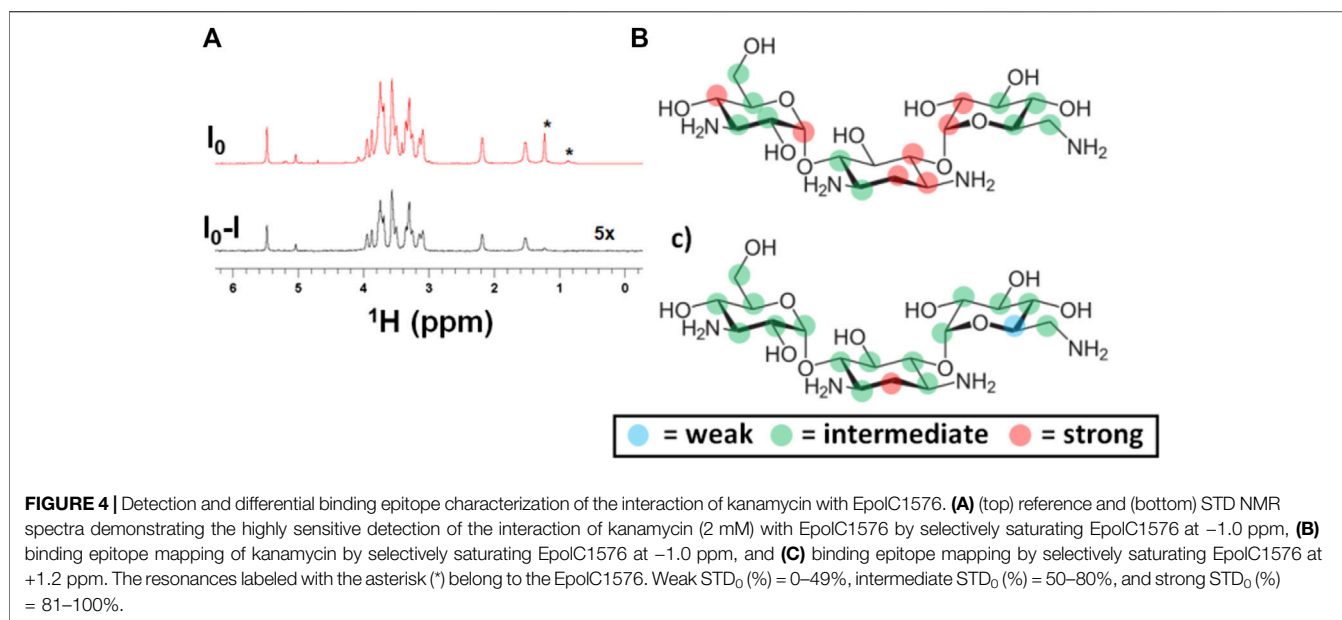 A
I0
*
*
I0-I
5x
6 5 4 3 2 1 0
1H (ppm)
B
OH
HO
O
H2N
HO
O
HO
H2N
NH2
O
HO
O
OH
OH
NH2
c)
OH
HO
O
H2N
HO
O
HO
H2N
NH2
O
HO
O
OH
OH
NH2
= weak = intermediate = strong
FIGURE 4 | Detection and differential binding epitope characterization of the interaction of kanamycin with EpolC1576. (A) (top) reference and (bottom) STD NMR
spectra demonstrating the highly sensitive detection of the interaction of kanamycin (2 mM) with EpolC1576 by selectively saturating EpolC1576 at −1.0 ppm, (B)
binding epitope mapping of kanamycin by selectively saturating EpolC1576 at −1.0 ppm, and (C) binding epitope mapping by selectively saturating EpolC1576 at
+1.2 ppm. The resonances labeled with the asterisk (*) belong to the EpolC1576. Weak STD0 (%) = 0–49%, intermediate STD0 (%) = 50–80%, and strong STD0 (%)
= 81–100%.